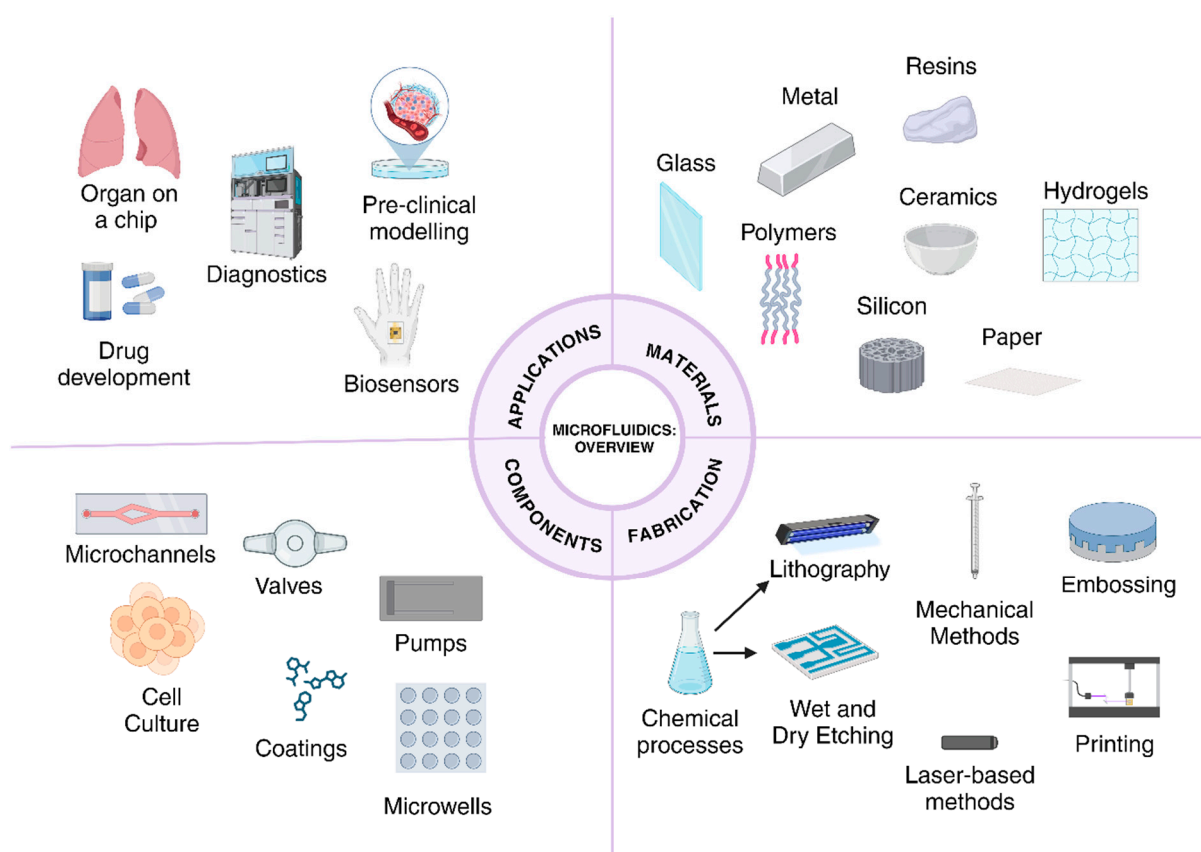 Organ on
a chip
Diagnostics
Pre-clinical
modelling
Drug
development
Biosensors
Resins
Metal
Glass
Ceramics
Hydrogels
Polymers
Silicon
Paper
APPLICATIONS
MATERIALS
MICROFLUIDICS:
OVERVIEW
COMPONENTS
FABRICATION
Microchannels
Valves
Pumps
Cell
Culture
Coatings
Microwells
Lithography
Mechanical
Methods
Embossing
Chemical
processes
Wet and
Dry Etching
Laser-based
methods
Printing